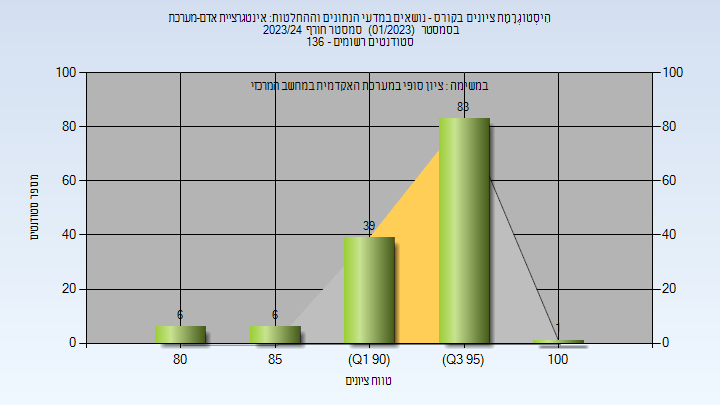 הִיסְטוֹגְרָמַת ציונים בקורס - נושאים במדעי הנתונים וההחלטות: אינטגרציית אדם-מערכת
בסמסטר (01/2023) סמסטר חורף 2023/24
סטודנטים רשומים - 136
במשימה : ציון סופי במערכת האקדמית במחשב המרכזי
מספר סטודנטים
100 100
80 80
60 60
40 40
20 20
0 0
6 6 39 83 1
80 85 (Q1 90) (Q3 95) 100
טווח ציונים